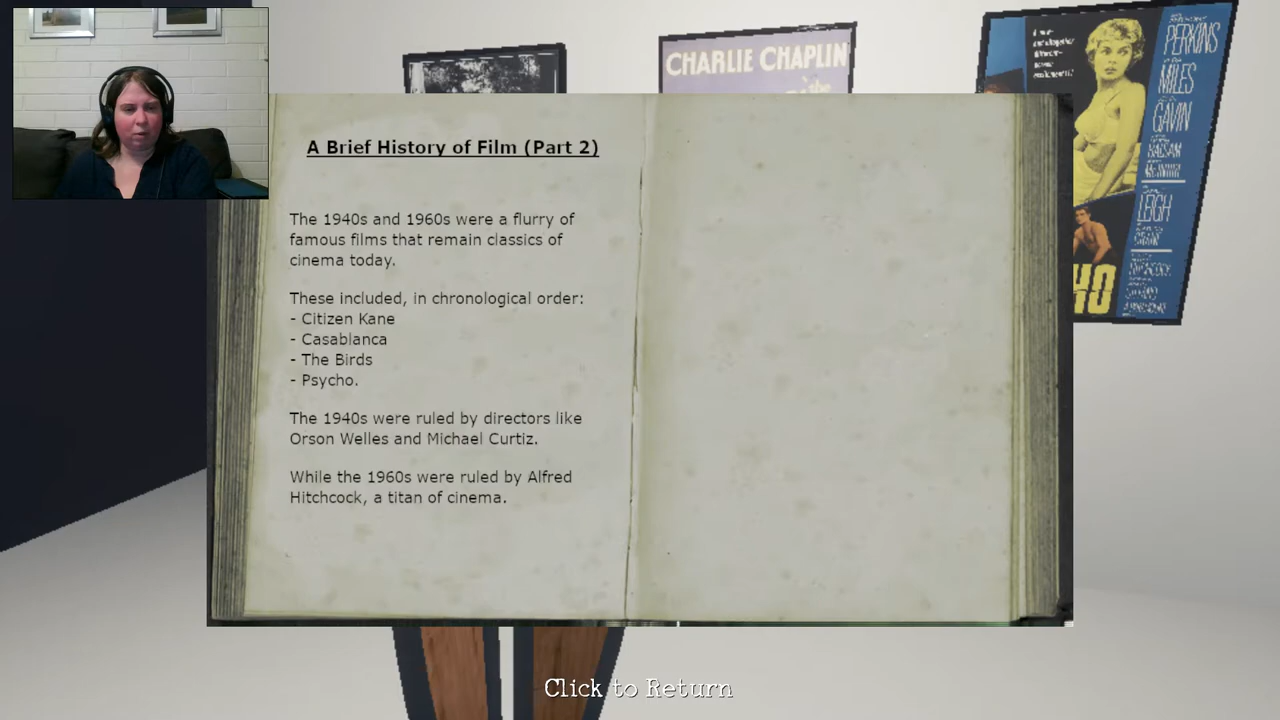 CHARLIE CHAPLIN
the
PERKINS
MILES
GAVIN
LEIGH
HO
A Brief History of Film (Part 2)
The 1940s and 1960s were a flurry of
famous films that remain classics of
cinema today.
These included, in chronological order:
- Citizen Kane
- Casablanca
- The Birds
- Psycho.
The 1940s were ruled by directors like
Orson Welles and Michael Curtiz.
While the 1960s were ruled by Alfred
Hitchcock, a titan of cinema.
Click to Return